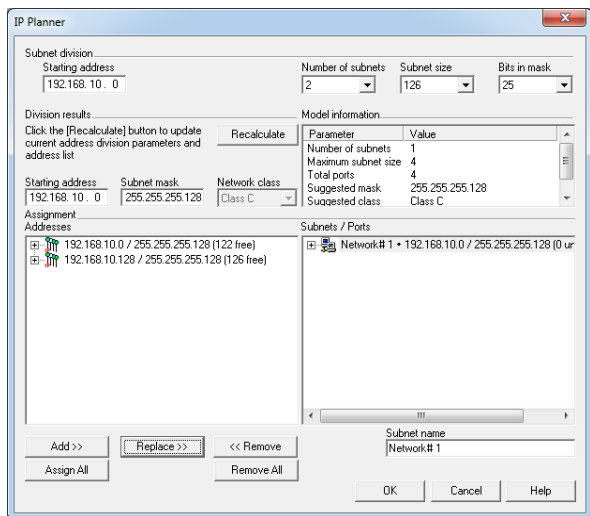 IP Planner
Subnet division
Starting address Number of subnets Subnet size Bits in mask
192.168. 10 . 0 2 126 25
Division results Model information
Click the [Recalculate] button to update
current address division parameters and
address list
Recalculate
Parameter Value
Number of subnets 1
Maximum subnet size 4
Total ports 4
Suggested mask 255.255.255.128
Suggested class Class C
Starting address Subnet mask Network class
192.168. 10 . 0 255.255.255.128 Class C
Assignment
Addresses Subnets / Ports
192.168.10.0 / 255.255.255.128 (122 free)
192.168.10.128 / 255.255.255.128 (126 free)
Network# 1 • 192.168.10.0 / 255.255.255.128 (0 ur
Add >> Replace >> << Remove
Assign All Remove All
Subnet name
Network# 1
OK Cancel Help